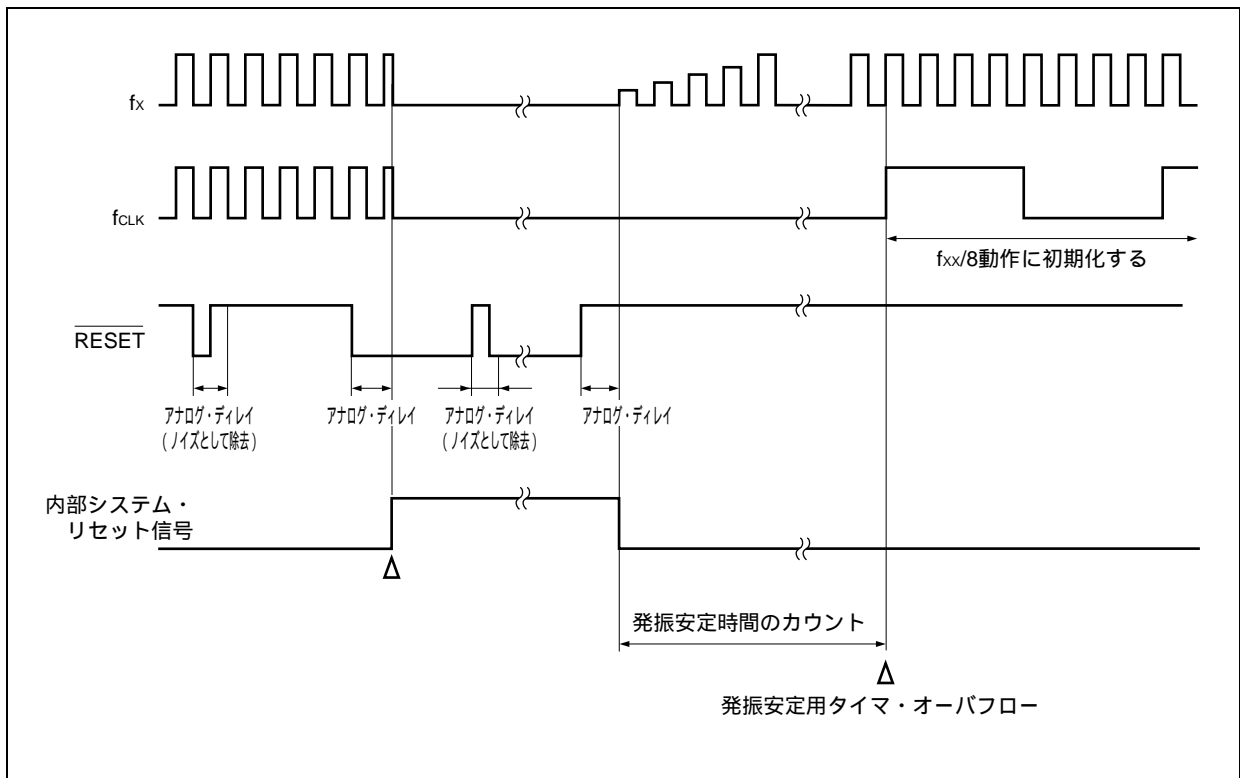 fX
fCLK
fXX/8動作に初期化する
RESET
アナログ・ディレイ
(ノイズとして除去)
アナログ・ディレイ
アナログ・ディレイ
(ノイズとして除去)
アナログ・ディレイ
内部システム・
リセット信号
発振安定時間のカウント
発振安定用タイマ・オーバフロー